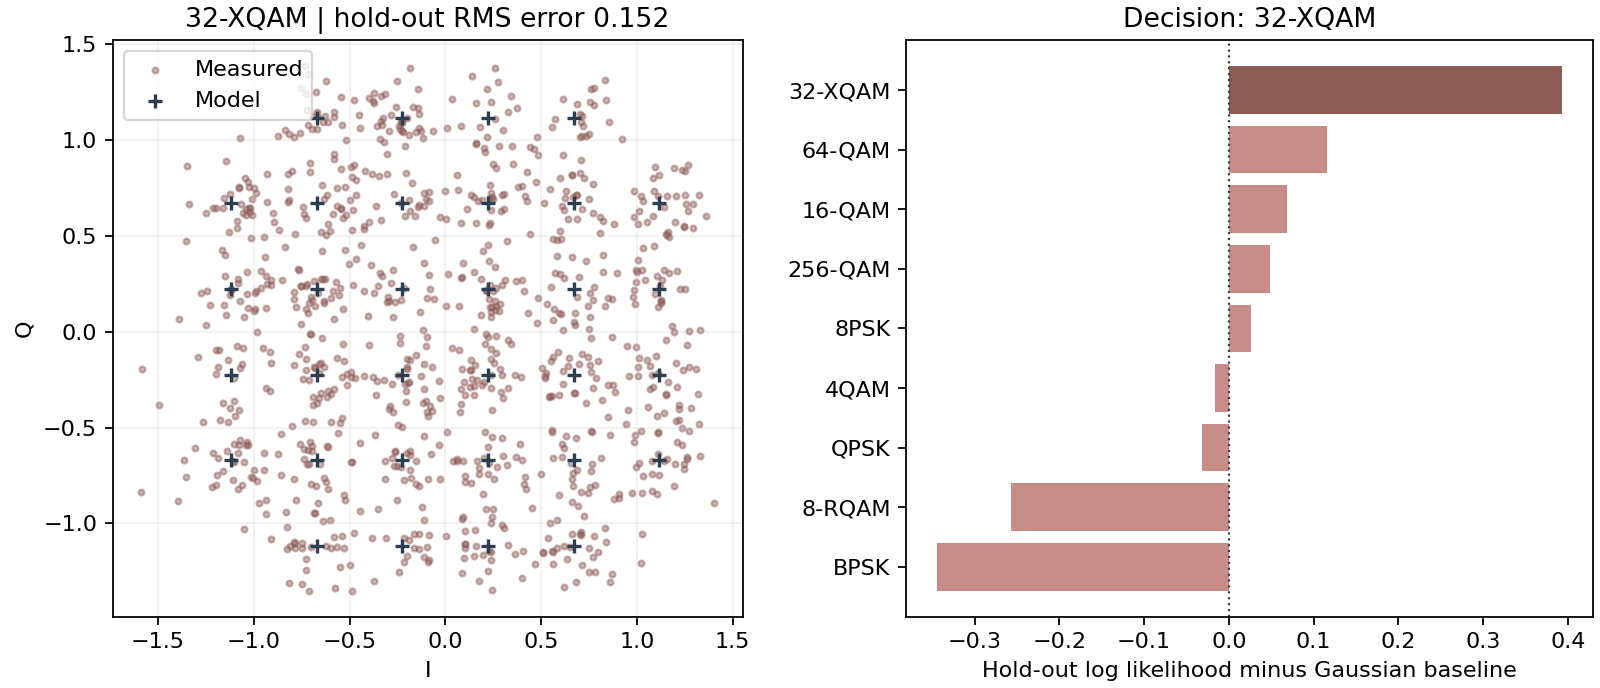 32-XQAM | hold-out RMS error 0.152
Measured
Model
1.5
1.0
0.5
0.0
−0.5
−1.0
Q
−1.5
−1.0
−0.5
0.0
0.5
1.0
1.5
I
Decision: 32-XQAM
32-XQAM
64-QAM
16-QAM
256-QAM
8PSK
4QAM
QPSK
8-RQAM
BPSK
−0.3
−0.2
−0.1
0.0
0.1
0.2
0.3
0.4
Hold-out log likelihood minus Gaussian baseline